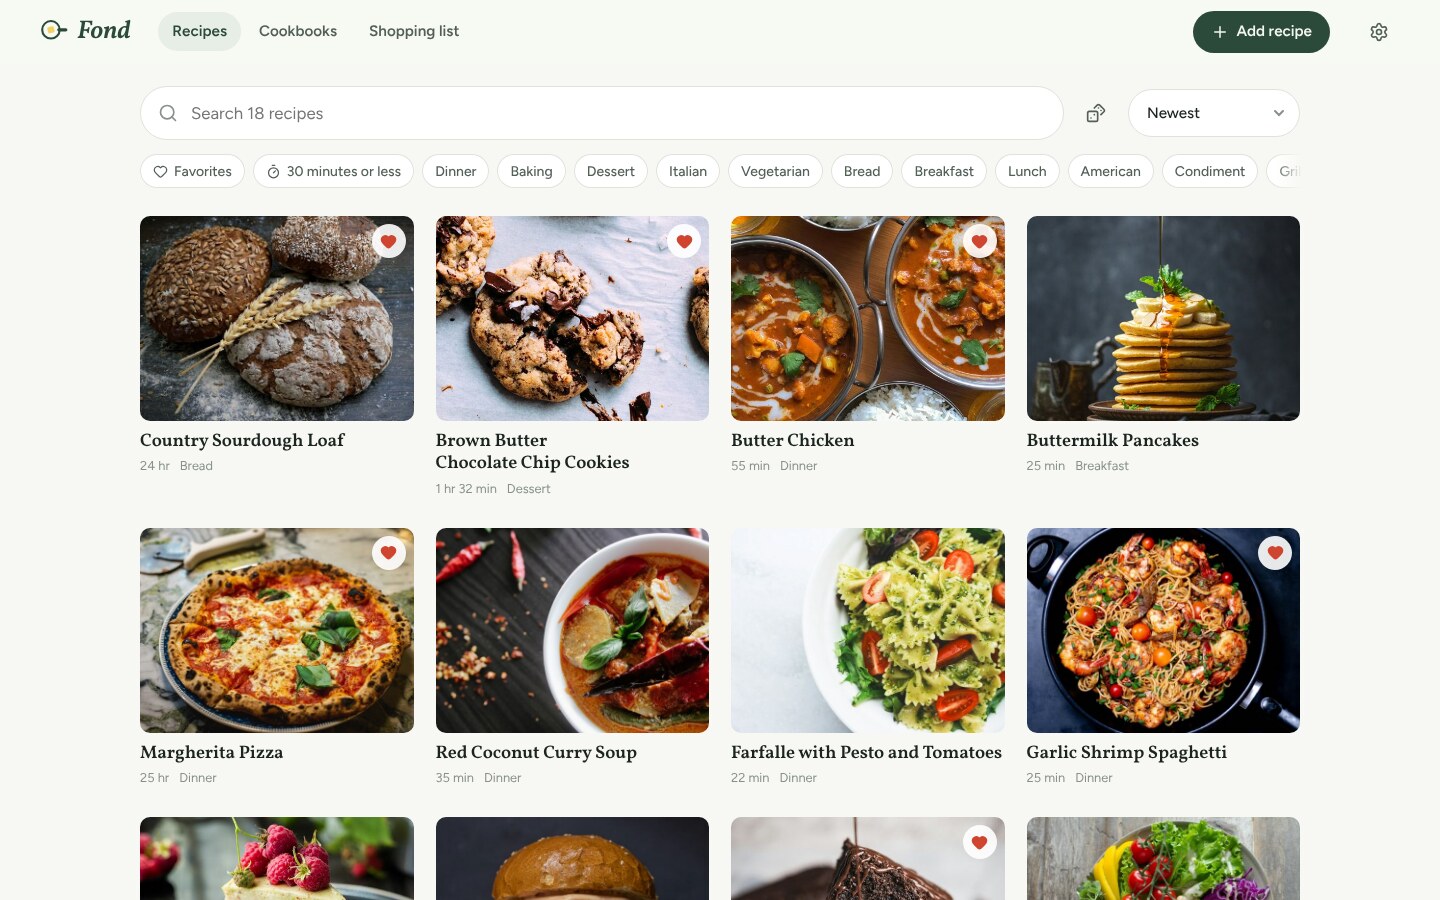 Fond
Recipes
Cookbooks
Shopping list
Add recipe
Search 18 recipes
Newest
Favorites
30 minutes or less
Dinner
Baking
Dessert
Italian
Vegetarian
Bread
Breakfast
Lunch
American
Condiment
Country Sourdough Loaf
24 hr Bread
Brown Butter
Chocolate Chip Cookies
1 hr 32 min Dessert
Butter Chicken
55 min Dinner
Buttermilk Pancakes
25 min Breakfast
Margherita Pizza
25 hr Dinner
Red Coconut Curry Soup
35 min Dinner
Farfalle with Pesto and Tomatoes
22 min Dinner
Garlic Shrimp Spaghetti
25 min Dinner